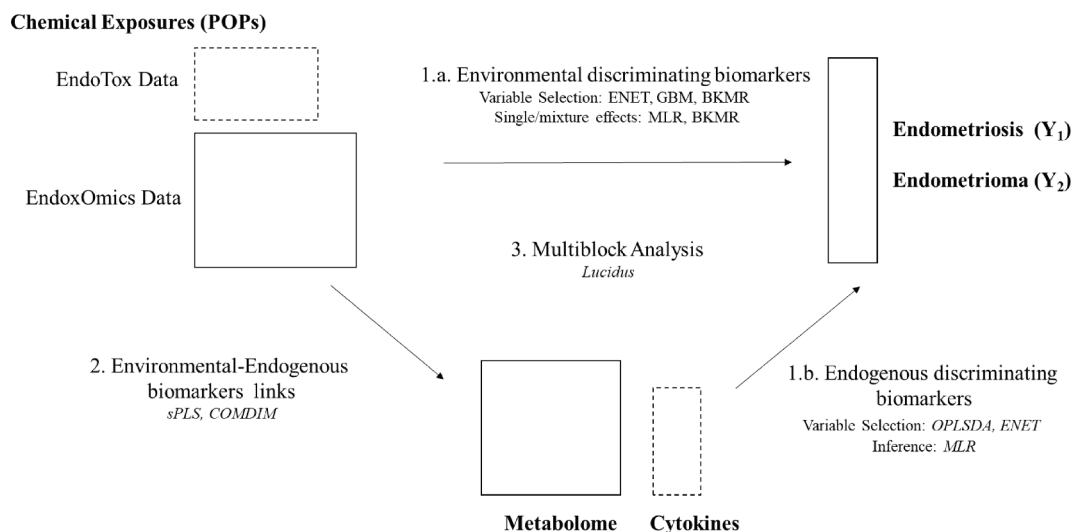 Chemical Exposures (POPs)
EndoTox Data
EndoxOmics Data
1.a. Environmental discriminating biomarkers
Variable Selection: ENET, GBM, BKMR
Single/mixture effects: MLR, BKMR
Endometriosis (Y₁)
Endometrioma (Y₂)
3. Multiblock Analysis
Lucidus
2. Environmental-Endogenous
biomarkers links
sPLS, COMDIM
1.b. Endogenous discriminating
biomarkers
Variable Selection: OPLSDA, ENET
Inference: MLR
Metabolome
Cytokines